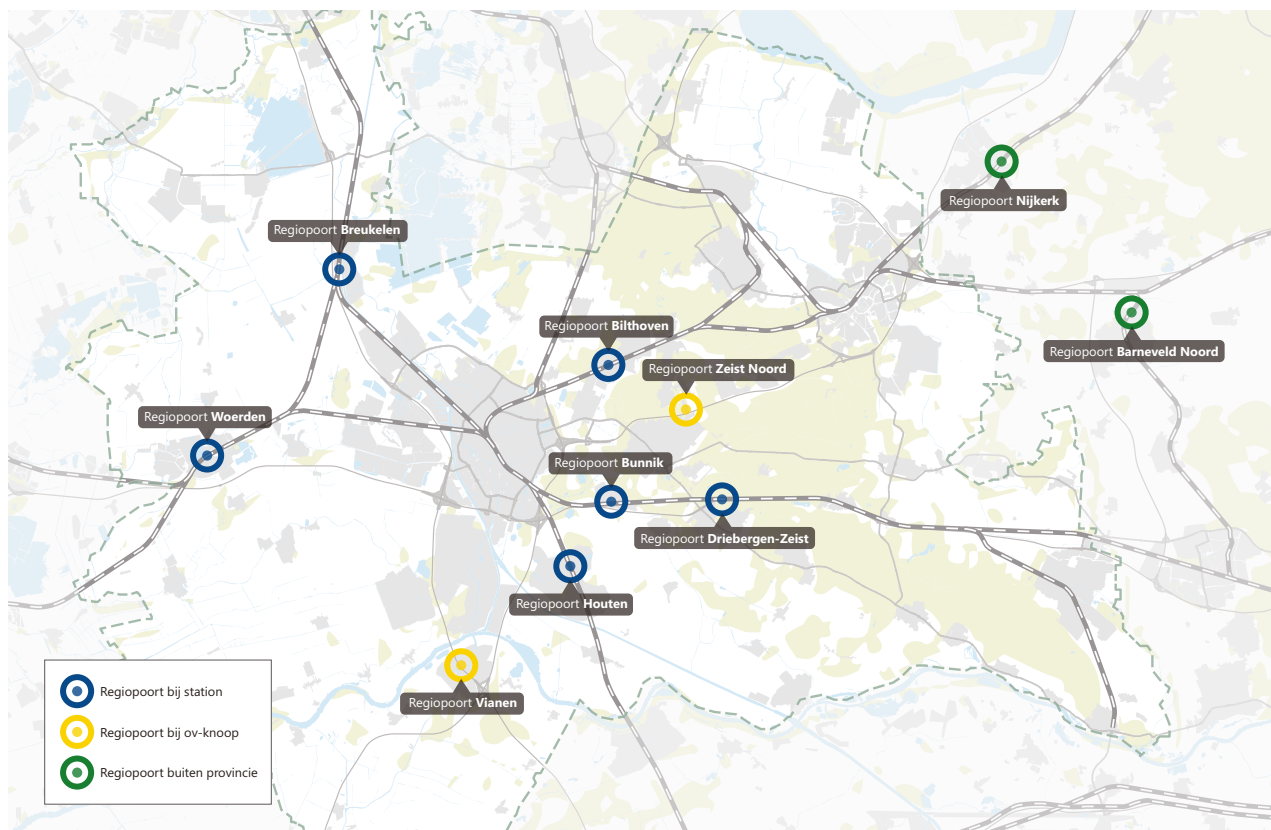 Regiopoort Nijkerk
Regiopoort Breukelen
Regiopoort Bilthoven
Regiopoort Barneveld Noord
Regiopoort Zeist Noord
Regiopoort Woerden
Regiopoort Bunnik
Regiopoort Driebergen-Zeist
Regiopoort Houten
Regiopoort Vianen
Regiopoort bij station
Regiopoort bij ov-knoop
Regiopoort buiten provincie